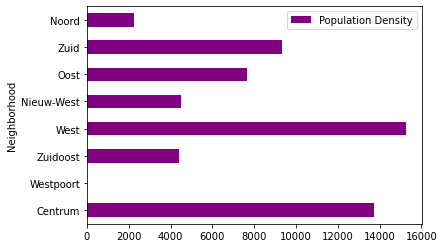 Population Density
Noord
Zuid
Oost
Nieuw-West
West
Zuidoost
Westpoort
Centrum
Neighborhood
0 2000 4000 6000 8000 10000 12000 14000 16000